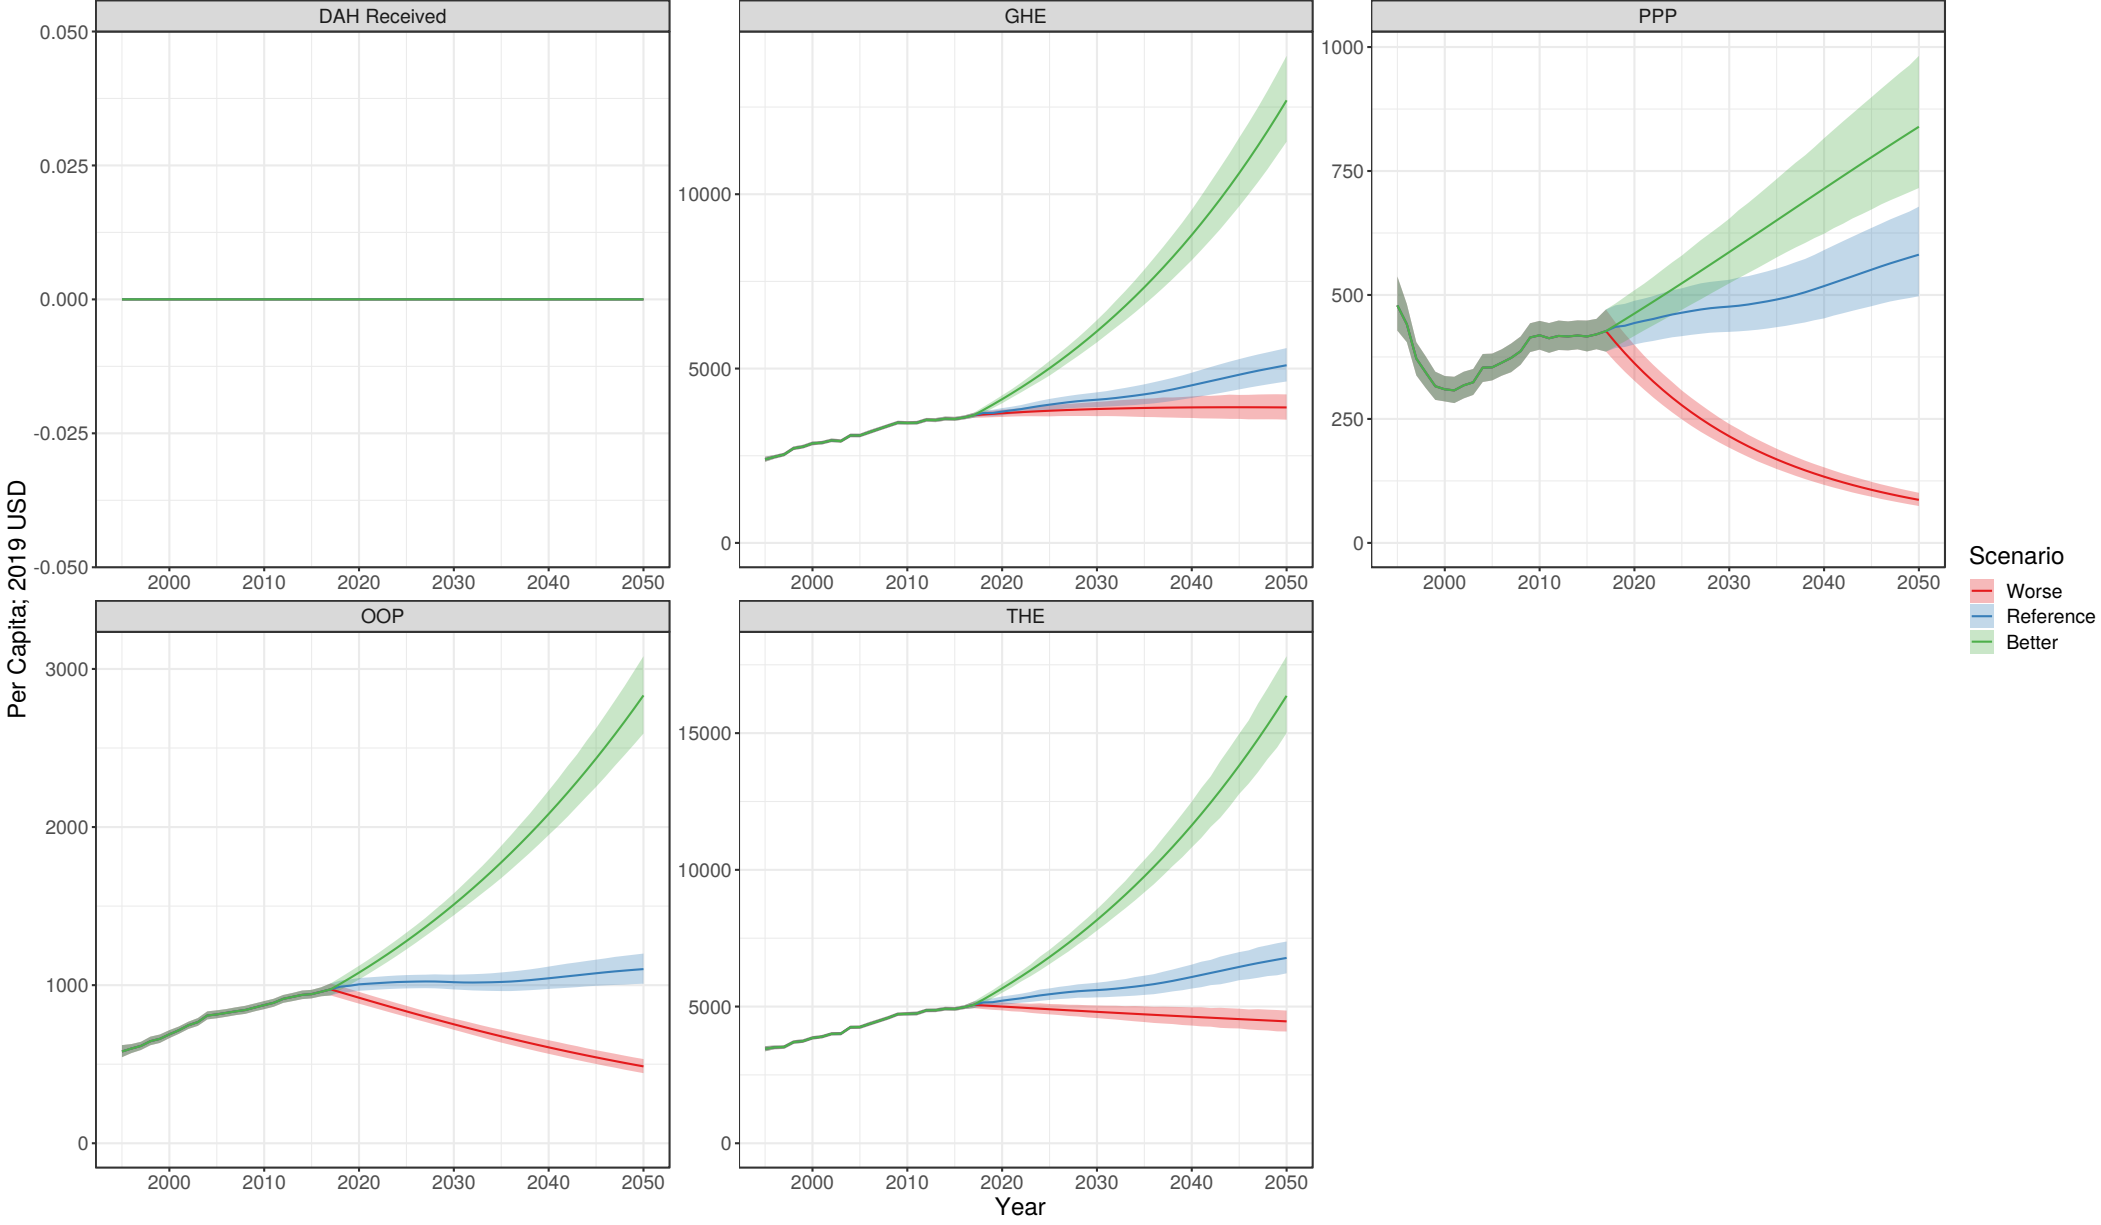 DAH Received
GHE
PPP
0.050
0.025
0.000
-0.025
-0.050
10000
5000
0
1000
750
500
250
0
2000 2010 2020 2030 2040 2050
2000 2010 2020 2030 2040 2050
2000 2010 2020 2030 2040 2050
OOP
THE
3000
2000
1000
0
15000
10000
5000
0
2000 2010 2020 2030 2040 2050
2000 2010 2020 2030 2040 2050
Per Capita; 2019 USD
Year
Scenario
Worse
Reference
Better